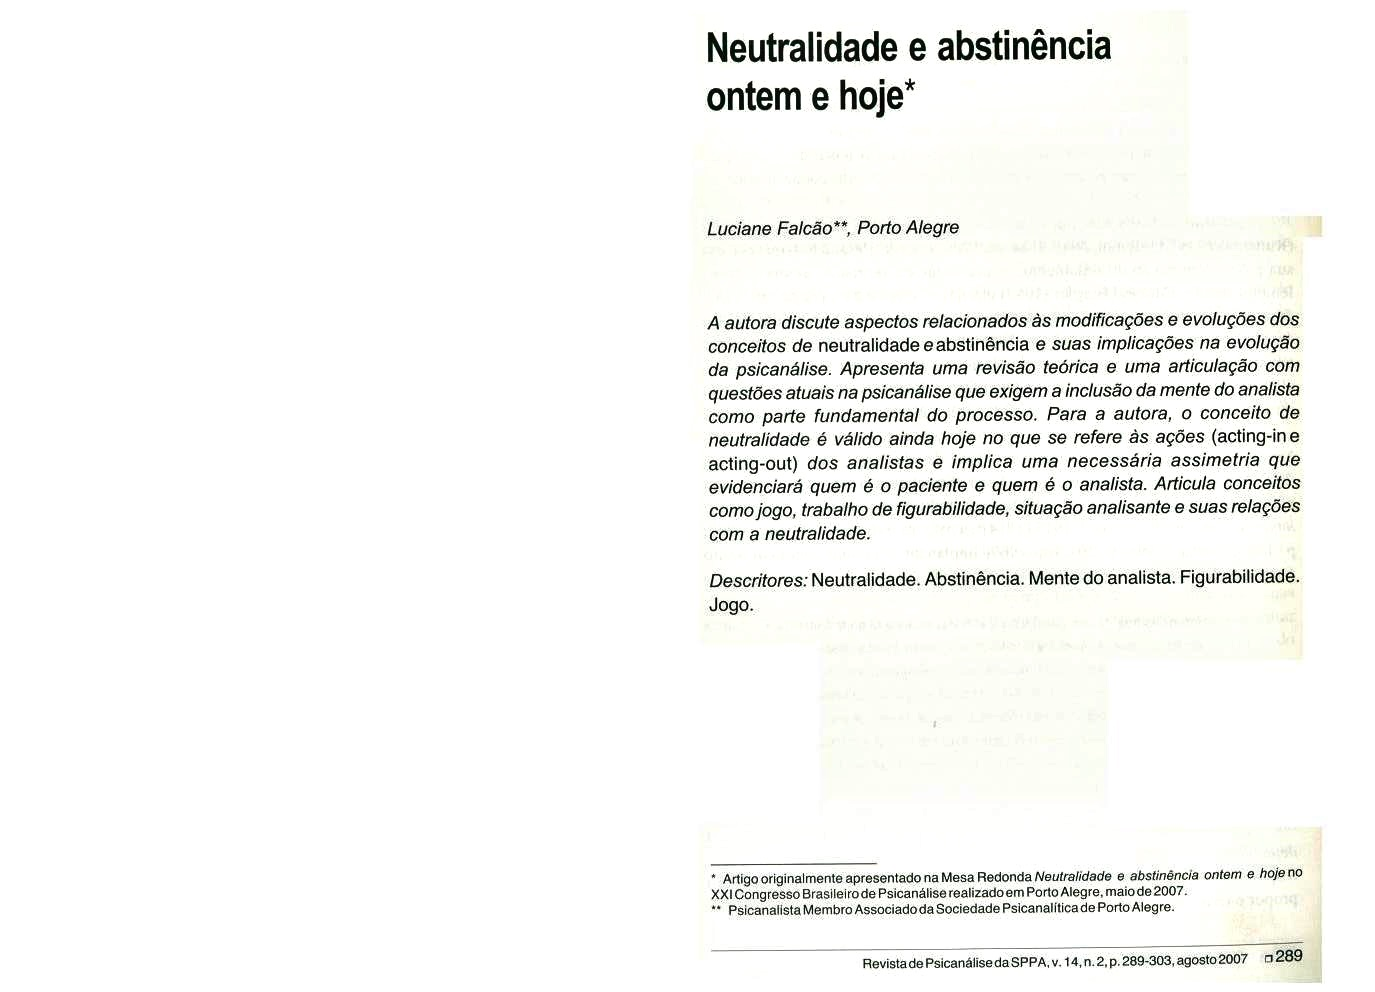 Neutralidade e abstinência
ontem e hoje*
Luciane Falcão**, Porto Alegre
A autora discute aspectos relacionados às modificações e evoluções dos
conceitos de neutralidade e abstinência e suas implicações na evolução
da psicanálise. Apresenta uma revisão teórica e uma articulação com
questões atuais na psicanálise que exigem a inclusão da mente do analista
como parte fundamental do processo. Para a autora, o conceito de
neutralidade é válido ainda hoje no que se refere às ações (acting-in e
acting-out) dos analistas e implica uma necessária assimetria que
evidenciará quem é o paciente e quem é o analista. Articula conceitos
como jogo, trabalho de figurabilidade, situação analisante e suas relações
com a neutralidade.
Descritores: Neutralidade. Abstinência. Mente do analista. Figurabilidade.
Jogo.
* Artigo originalmente apresentado na Mesa Redonda Neutralidade e abstinência ontem e hoje no
XXI Congresso Brasileiro de Psicanálise realizado em Porto Alegre, maio de 2007.
** Psicanalista Membro Associado da Sociedade Psicanalítica de Porto Alegre.
Revista de Psicanálise da SPPA, v. 14, n. 2, p. 289-303, agosto 2007 □ 289